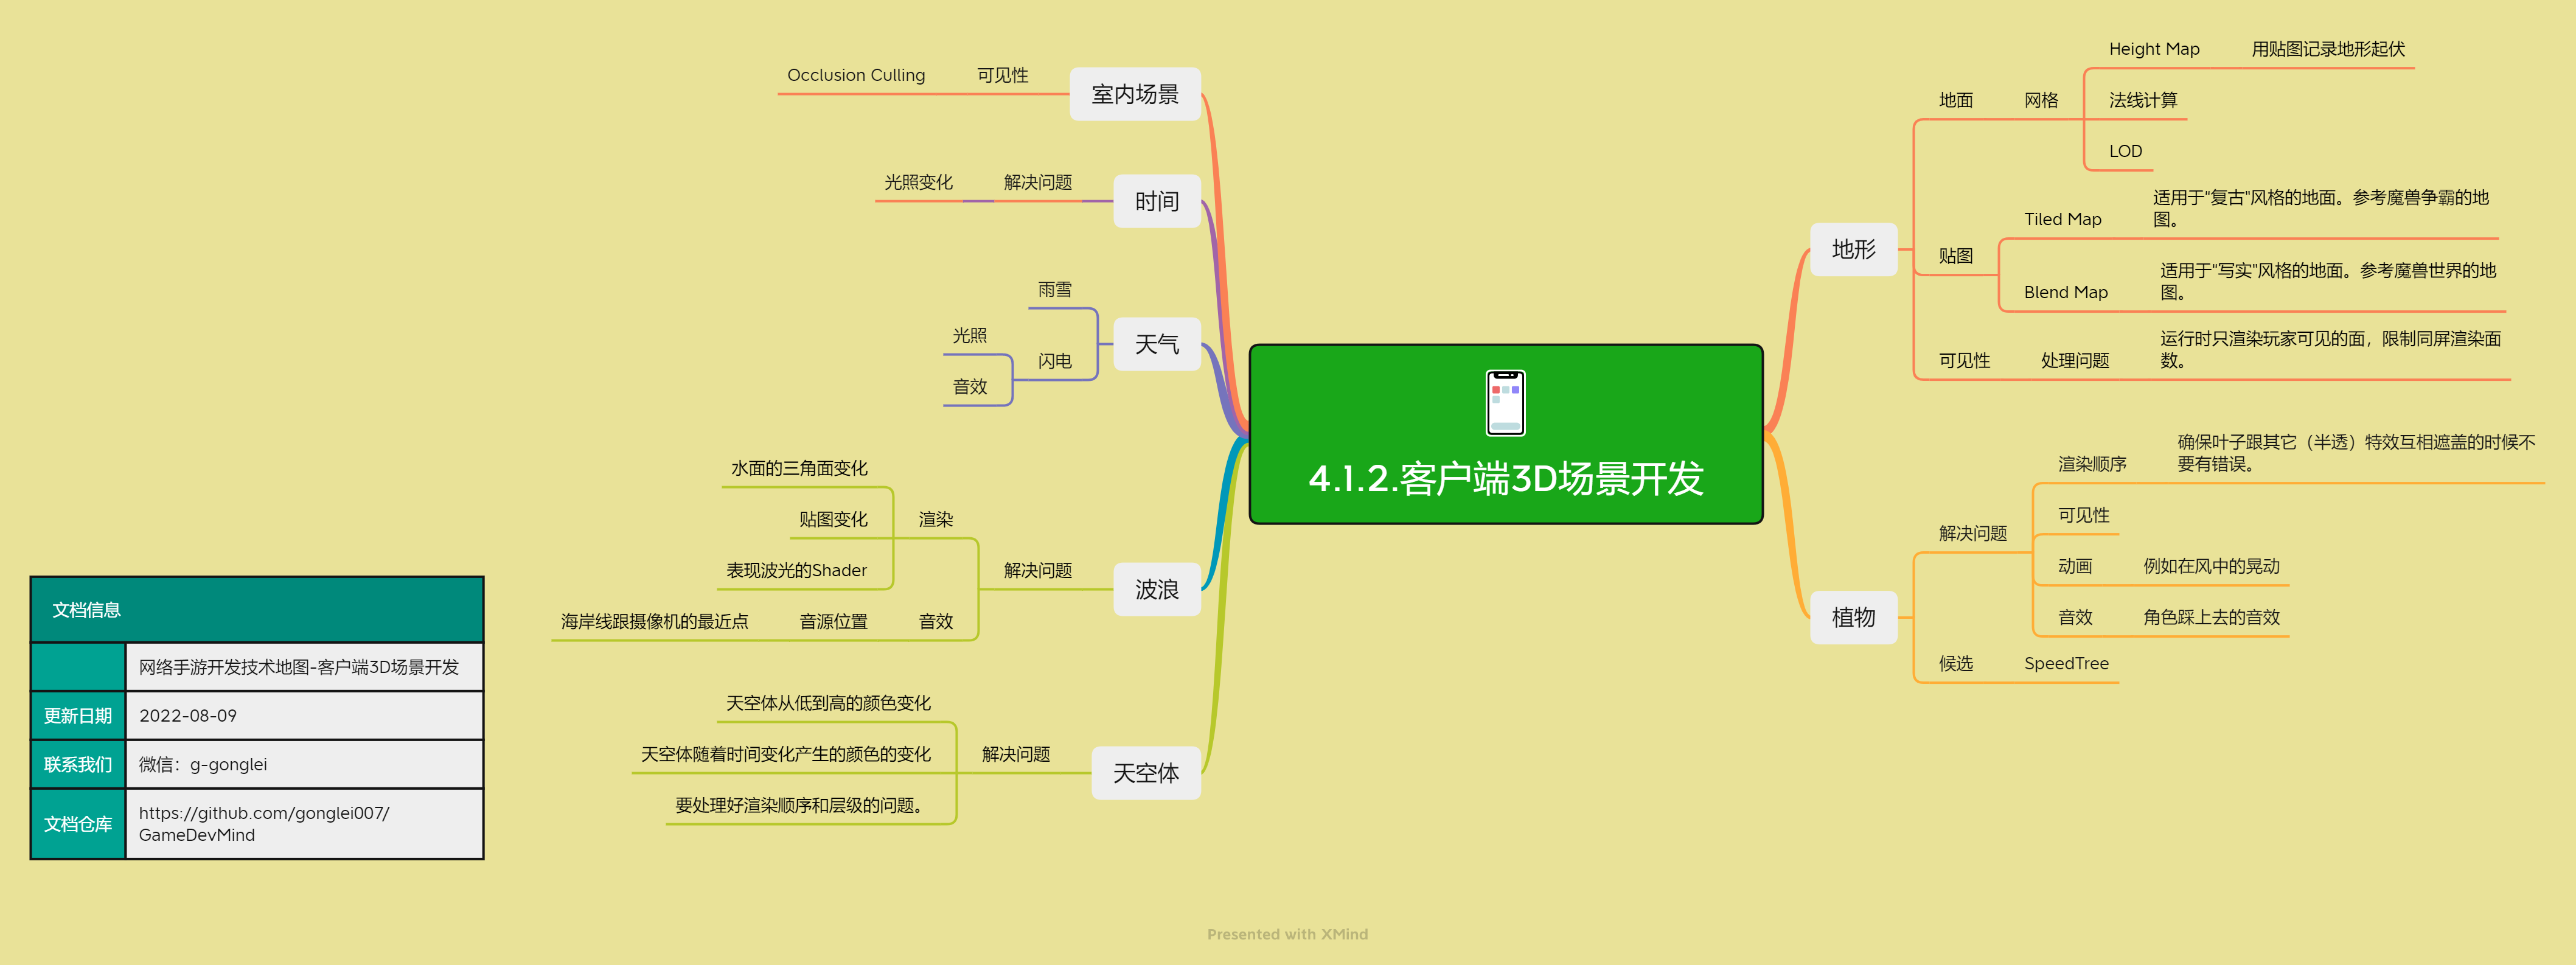 4.1.2.客户端3D场景开发
地形
地面
网格
Height Map
用贴图记录地形起伏
法线计算
LOD
贴图
Tiled Map
适用于"复古"风格的地面。参考魔兽争霸的地
图。
Blend Map
适用于"写实"风格的地面。参考魔兽世界的地
图。
可见性
处理问题
运行时只渲染玩家可见的面，限制同屏渲染面
数。
植物
解决问题
渲染顺序
确保叶子跟其它（半透）特效互相遮盖的时候不
要有错误。
可见性
动画
例如在风中的晃动
音效
角色踩上去的音效
候选
SpeedTree
室内场景
可见性
Occlusion Culling
时间
解决问题
光照变化
天气
雨雪
闪电
光照
音效
波浪
解决问题
渲染
水面的三角面变化
贴图变化
表现波光的Shader
音效
音源位置
海岸线跟摄像机的最近点
天空体
解决问题
天空体从低到高的颜色变化
天空体随着时间变化产生的颜色的变化
要处理好渲染顺序和层级的问题。
文档信息
网络手游开发技术地图-客户端3D场景开发
更新日期
2022-08-09
联系我们
微信：g-gonglei
文档仓库
https://github.com/gonglei007/
GameDevMind
Presented with XMind